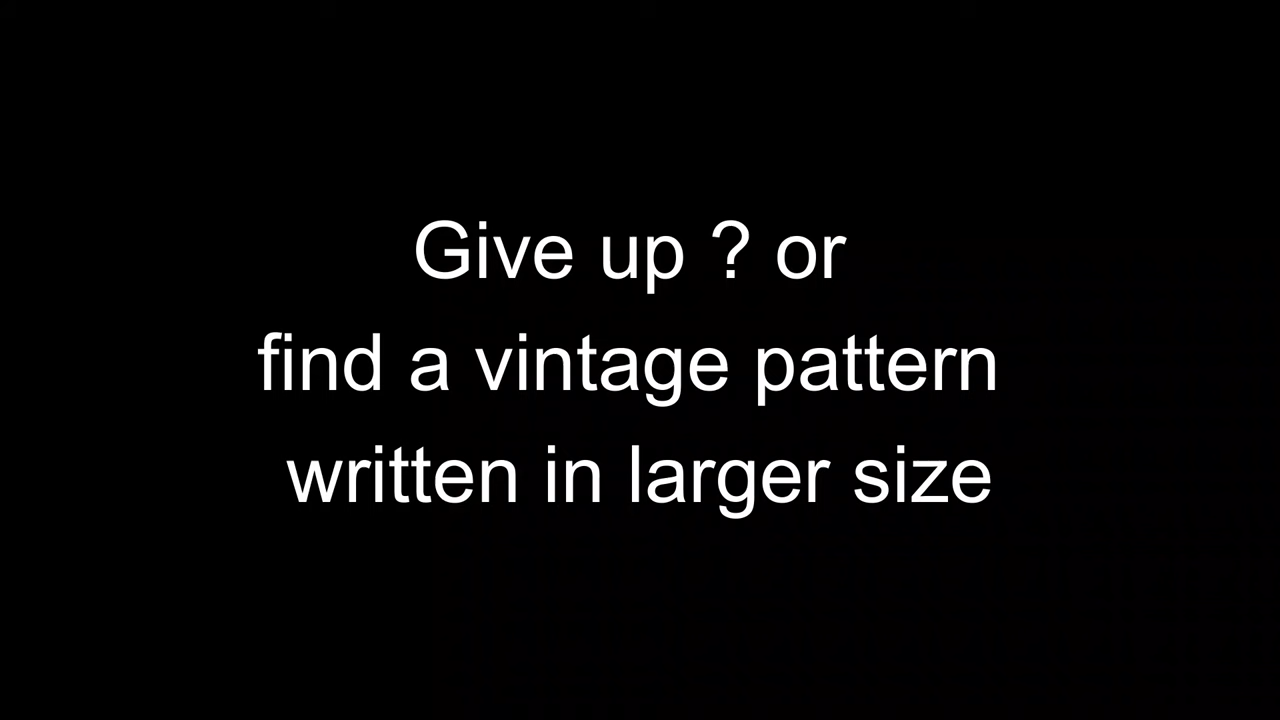 Give up ? or
find a vintage pattern
written in larger size